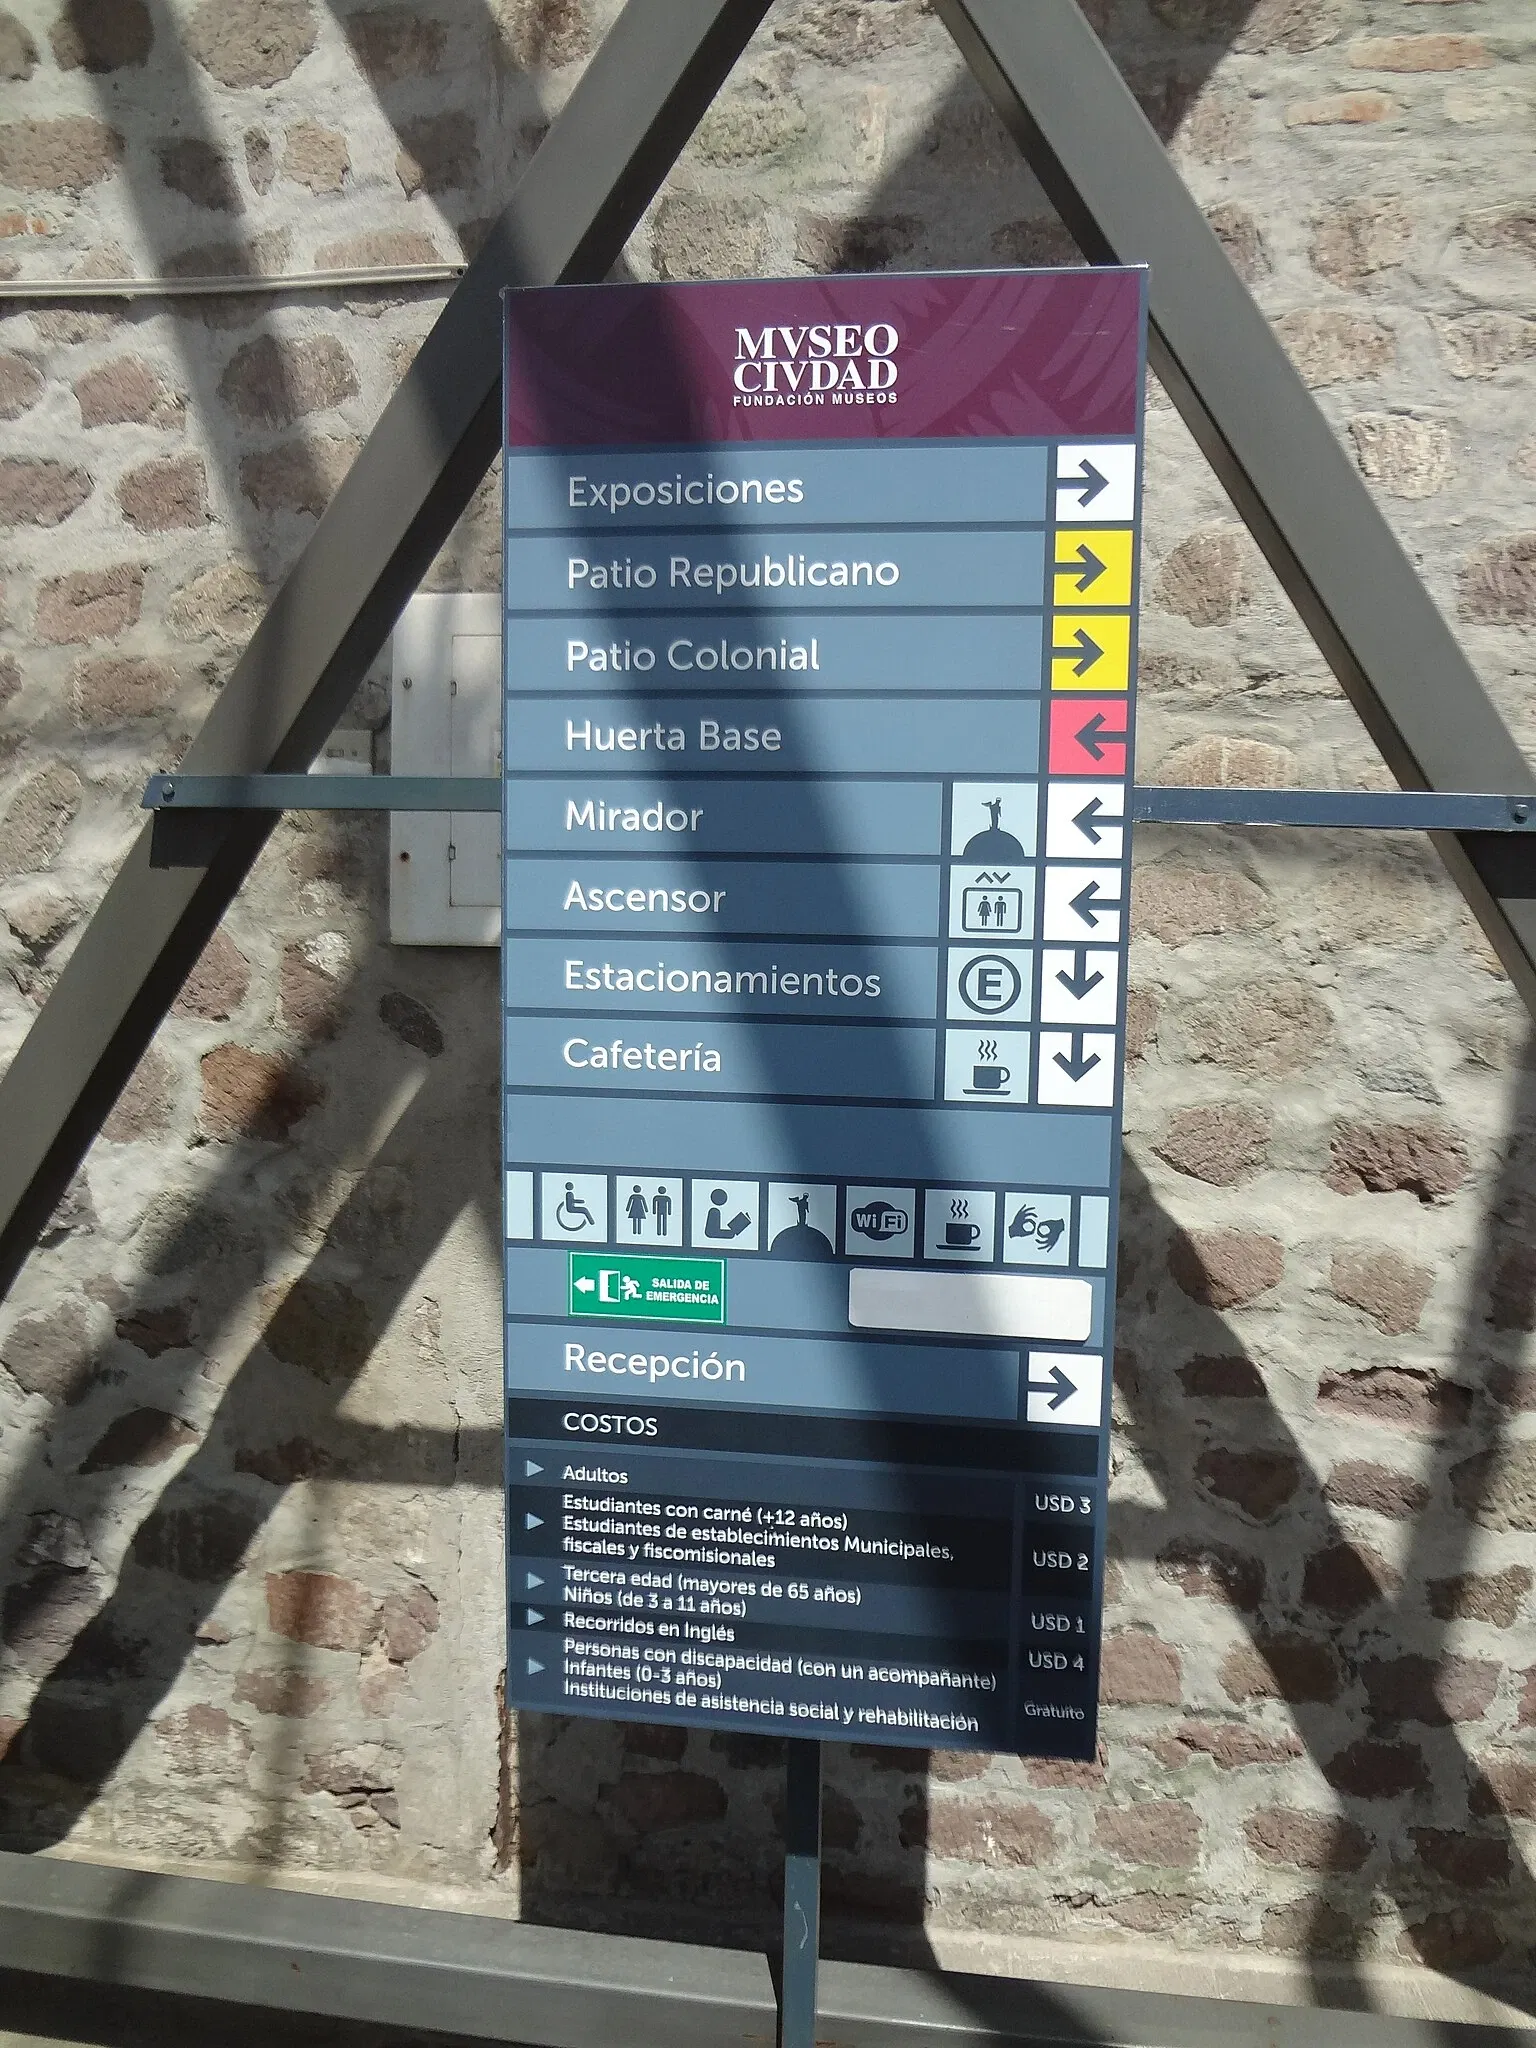 MVSEO
CIVDAD
FUNDACIÓN MUSEOS
Exposiciones
Patio Republicano
Patio Colonial
Huerta Base
Mirador
Ascensor
Estacionamientos
E
Cafetería
WiFi
SALIDA DE
EMERGENCIA
Recepción
COSTOS
Adultos
USD 3
Estudiantes con carné (+12 años)
Estudiantes de establecimientos Municipales,
fiscales y fiscomisionales
USD 2
Tercera edad (mayores de 65 años)
Niños (de 3 a 11 años)
USD 1
Recorridos en Inglés
USD 4
Personas con discapacidad (con un acompañante)
Infantes (0-3 años)
Instituciones de asistencia social y rehabilitación
Gratuito